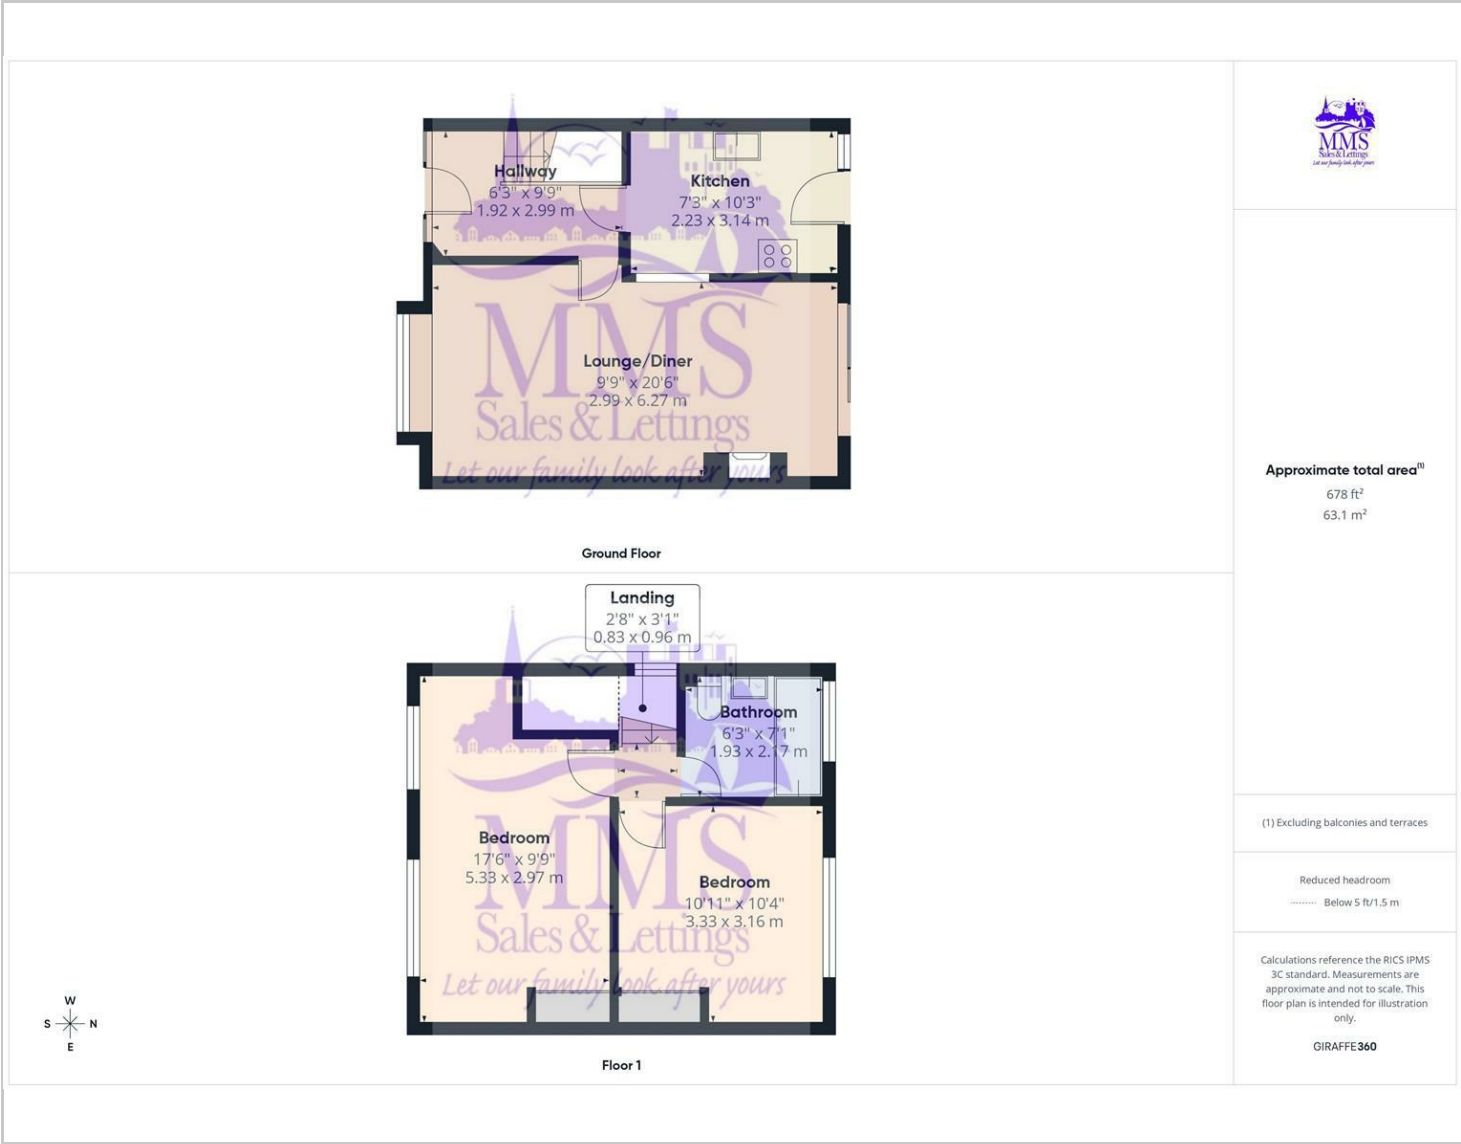 Hallway
6'3" x 9'9"
1.92 x 2.99 m
Kitchen
7'3" x 10'3"
2.23 x 3.14 m
Lounge/Diner
9'9" x 20'6"
2.99 x 6.27 m
MMS
Sales & Lettings
Let our family look after yours
Ground Floor
Landing
2'8" x 3'1"
0.83 x 0.96 m
Bathroom
6'3" x 7'1"
1.93 x 2.17 m
Bedroom
17'6" x 9'9"
5.33 x 2.97 m
Bedroom
10'11" x 10'4"
3.33 x 3.16 m
MMS
Sales & Lettings
Let our family look after yours
Floor 1
W
S N
E
MMS
Sales & Lettings
Let our family look after yours
Approximate total area(1)
678 ft²
63.1 m²
(1) Excluding balconies and terraces
Reduced headroom
Below 5 ft/1.5 m
Calculations reference the RICS IPMS
3C standard. Measurements are
approximate and not to scale. This
floor plan is intended for illustration
only.
GIRAFFE360